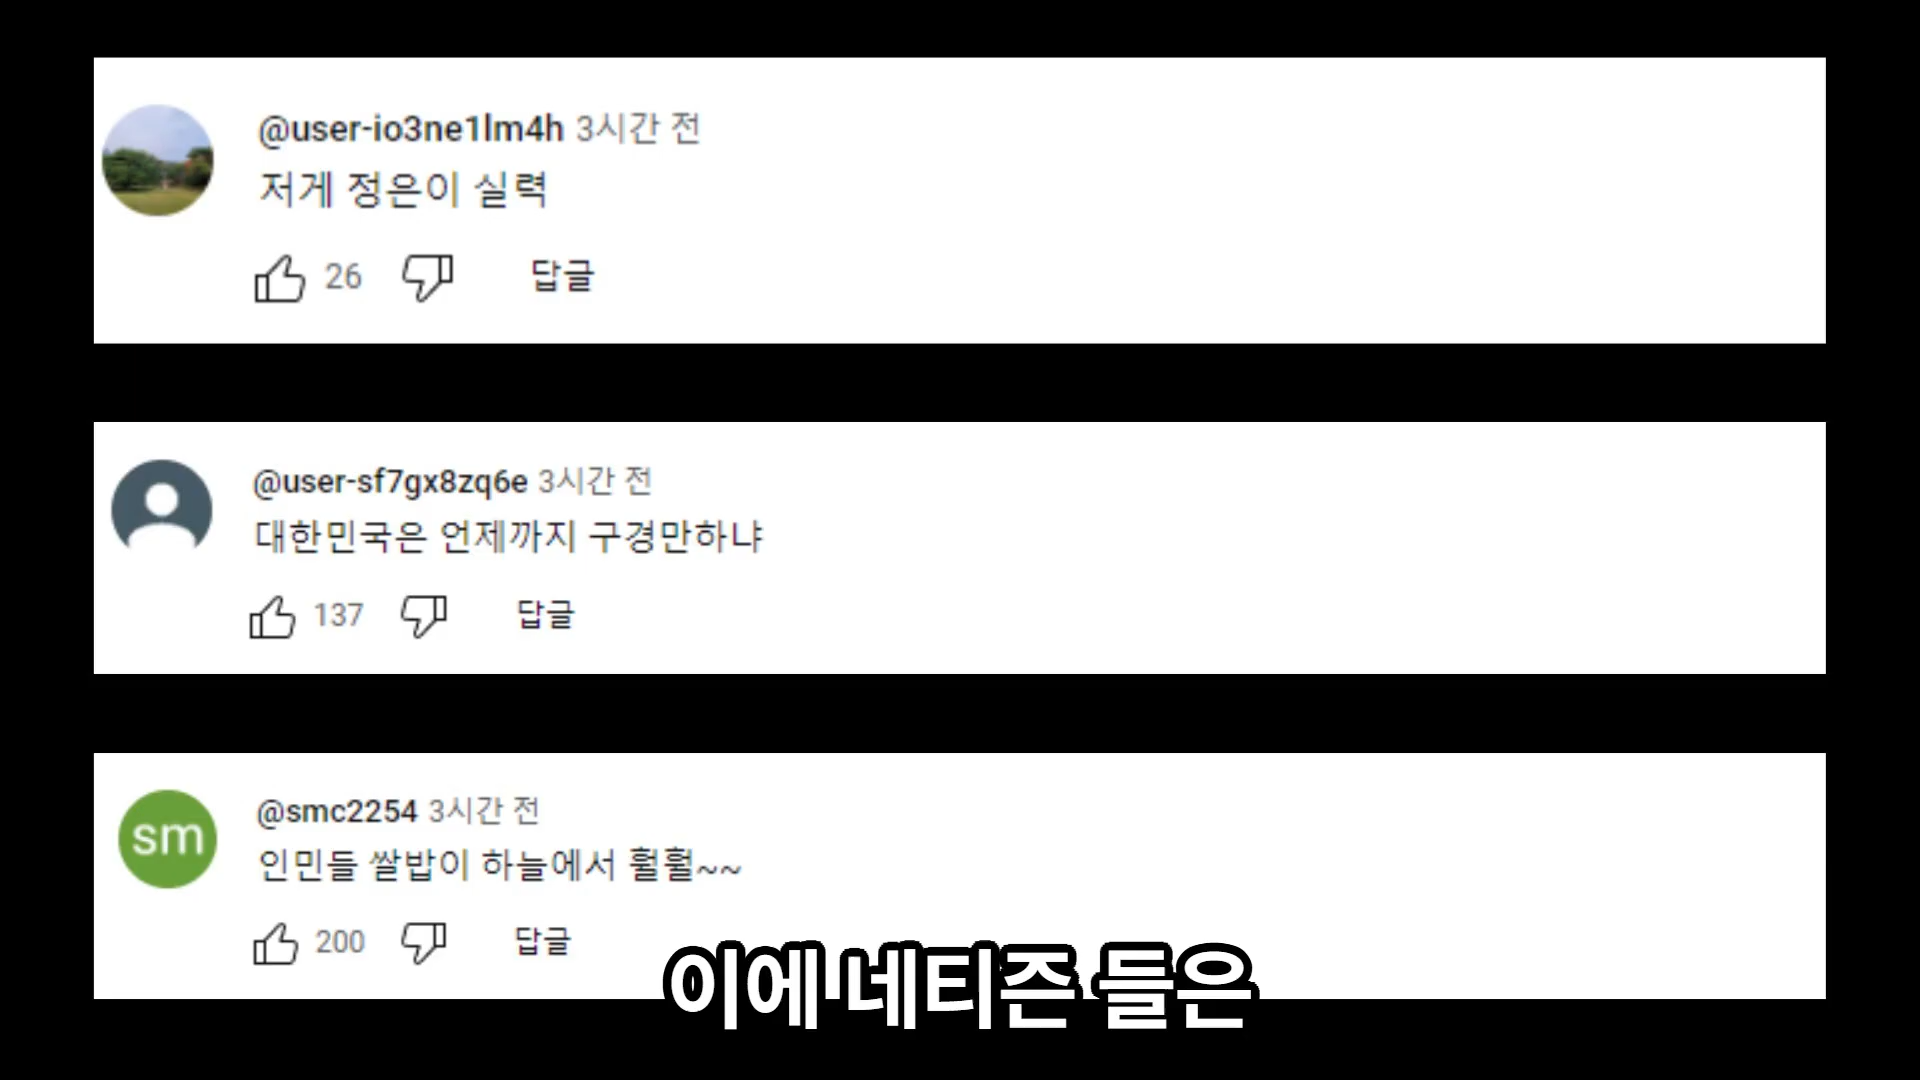 @user-io3ne1lm4h 3시간 전
저게 정은이 실력
26 답글
@user-sf7gx8zq6e 3시간 전
대한민국은 언제까지 구경만하냐
137 답글
sm
@smc2254 3시간 전
인민들 쌀밥이 하늘에서 훨훨~~
200 답글
이에 네티즌 들은